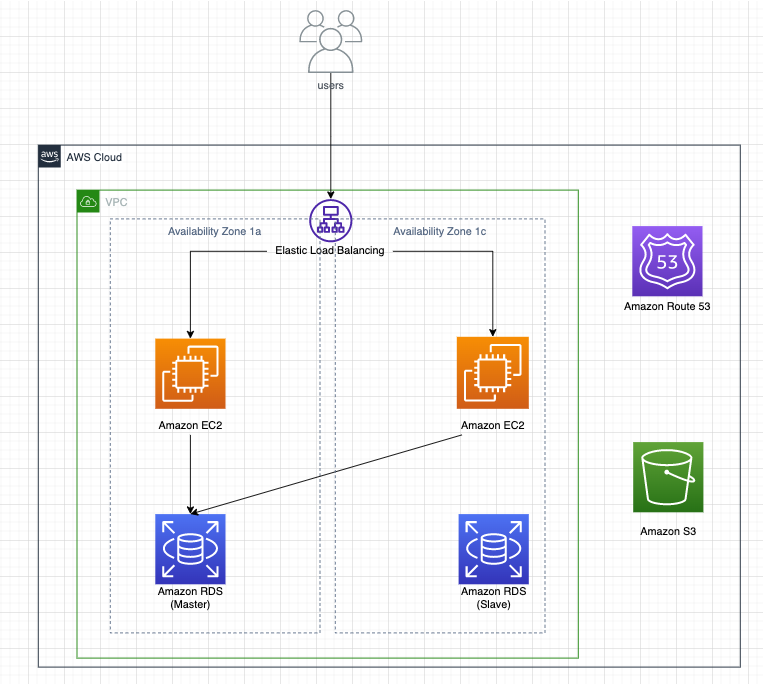 users
aws
AWS Cloud
VPC
Availability Zone 1a
Availability Zone 1c
Elastic Load Balancing
53
Amazon Route 53
Amazon EC2
Amazon EC2
Amazon S3
Amazon RDS
(Master)
Amazon RDS
(Slave)